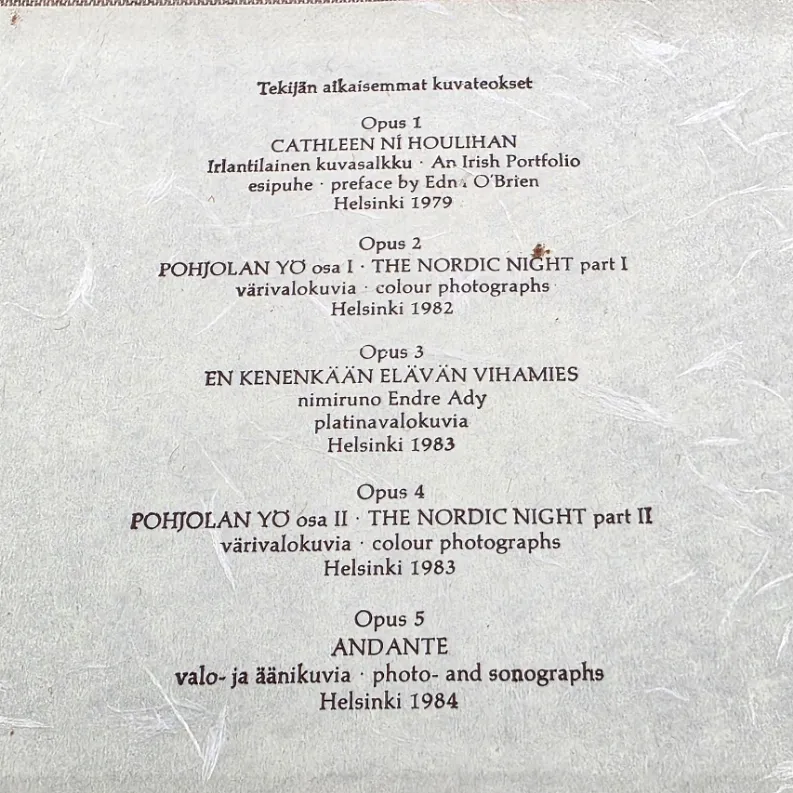 Tekijän aikaisemmat kuvateokset
Opus 1
CATHLEEN NÍ HOULIHAN
Irlantilainen kuvasalkku · An Irish Portfolio
esipuhe · preface by Edna O'Brien
Helsinki 1979
Opus 2
POHJOLAN YÖ osa I · THE NORDIC NIGHT part I
värivalokuvia · colour photographs
Helsinki 1982
Opus 3
EN KENENKÄÄN ELÄVÄN VIHAMIES
nimiruno Endre Ady
platinavalokuvia
Helsinki 1983
Opus 4
POHJOLAN YÖ osa II · THE NORDIC NIGHT part II
värivalokuvia · colour photographs
Helsinki 1983
Opus 5
ANDANTE
valo- ja äänikuvia · photo- and sonographs
Helsinki 1984